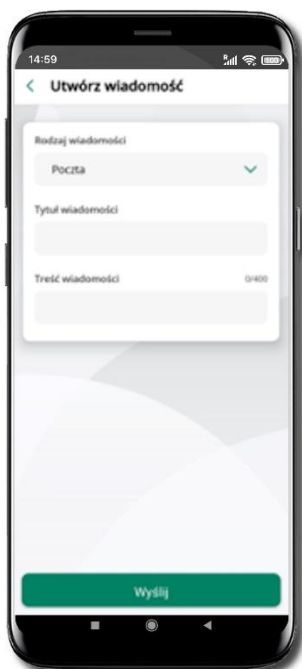 14:59
Utwórz wiadomość
Rodzaj wiadomości
Poczta
Tytuł wiadomości
Treść wiadomości 0/400
Wyślij